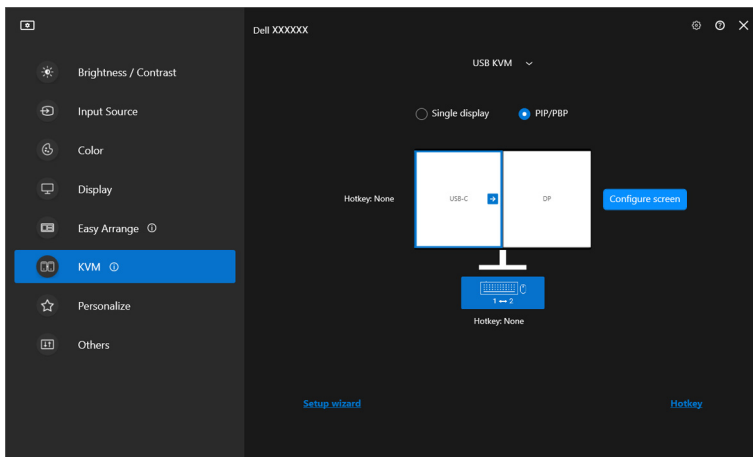 Dell XXXXXX
Brightness / Contrast
Input Source
Color
Display
Easy Arrange
KVM
Personalize
Others
USB KVM
Single display
PIP/PBP
Hotkey: None
USB-C
DP
Configure screen
1 ↔ 2
Hotkey: None
Setup wizard
Hotkey